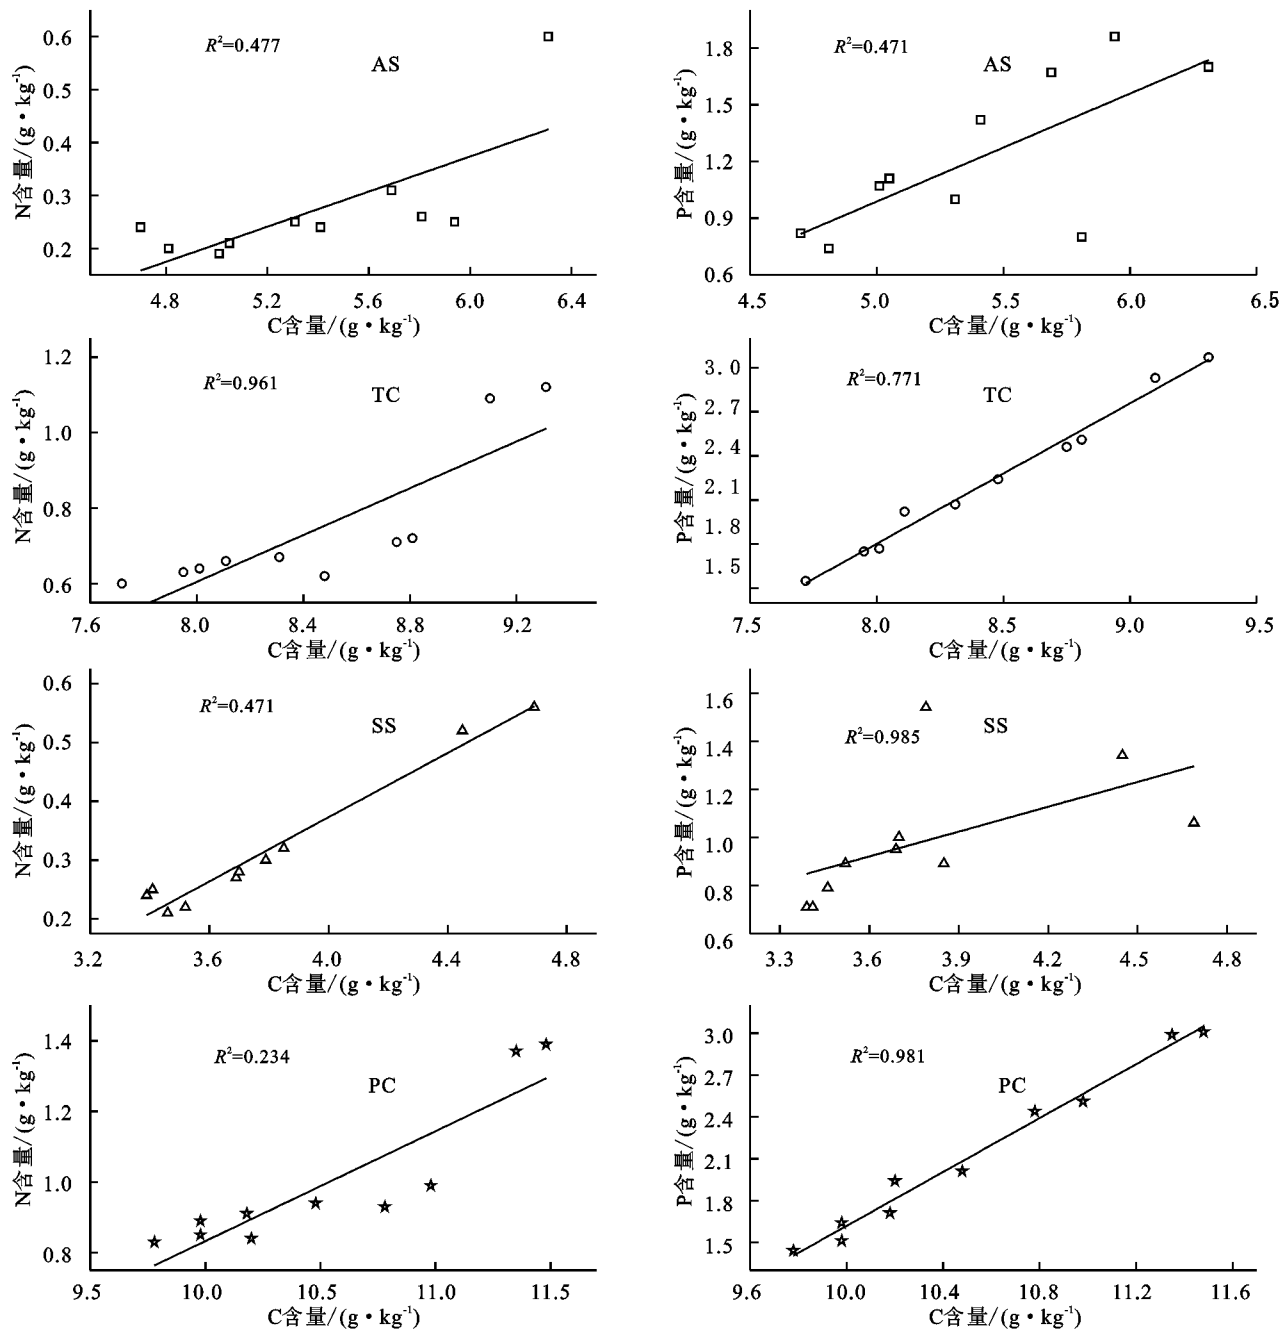 N含量/(g·kg⁻¹)
0.6
0.5
0.4
0.3
0.2
R²=0.477
AS
4.8 5.2 5.6 6.0 6.4
C含量/(g·kg⁻¹)
P含量/(g·kg⁻¹)
1.8
1.5
1.2
0.9
0.6
R²=0.471
AS
4.5 5.0 5.5 6.0 6.5
C含量/(g·kg⁻¹)
N含量/(g·kg⁻¹)
1.2
1.0
0.8
0.6
R²=0.961
TC
7.6 8.0 8.4 8.8 9.2
C含量/(g·kg⁻¹)
P含量/(g·kg⁻¹)
3.0
2.7
2.4
2.1
1.8
1.5
R²=0.771
TC
7.5 8.0 8.5 9.0 9.5
C含量/(g·kg⁻¹)
N含量/(g·kg⁻¹)
0.6
0.5
0.4
0.3
0.2
R²=0.471
SS
3.2 3.6 4.0 4.4 4.8
C含量/(g·kg⁻¹)
P含量/(g·kg⁻¹)
1.6
1.4
1.2
1.0
0.8
0.6
R²=0.985
SS
3.3 3.6 3.9 4.2 4.5 4.8
C含量/(g·kg⁻¹)
N含量/(g·kg⁻¹)
1.4
1.2
1.0
0.8
R²=0.234
PC
9.5 10.0 10.5 11.0 11.5
C含量/(g·kg⁻¹)
P含量/(g·kg⁻¹)
3.0
2.7
2.4
2.1
1.8
1.5
R²=0.981
PC
9.6 10.0 10.4 10.8 11.2 11.6
C含量/(g·kg⁻¹)